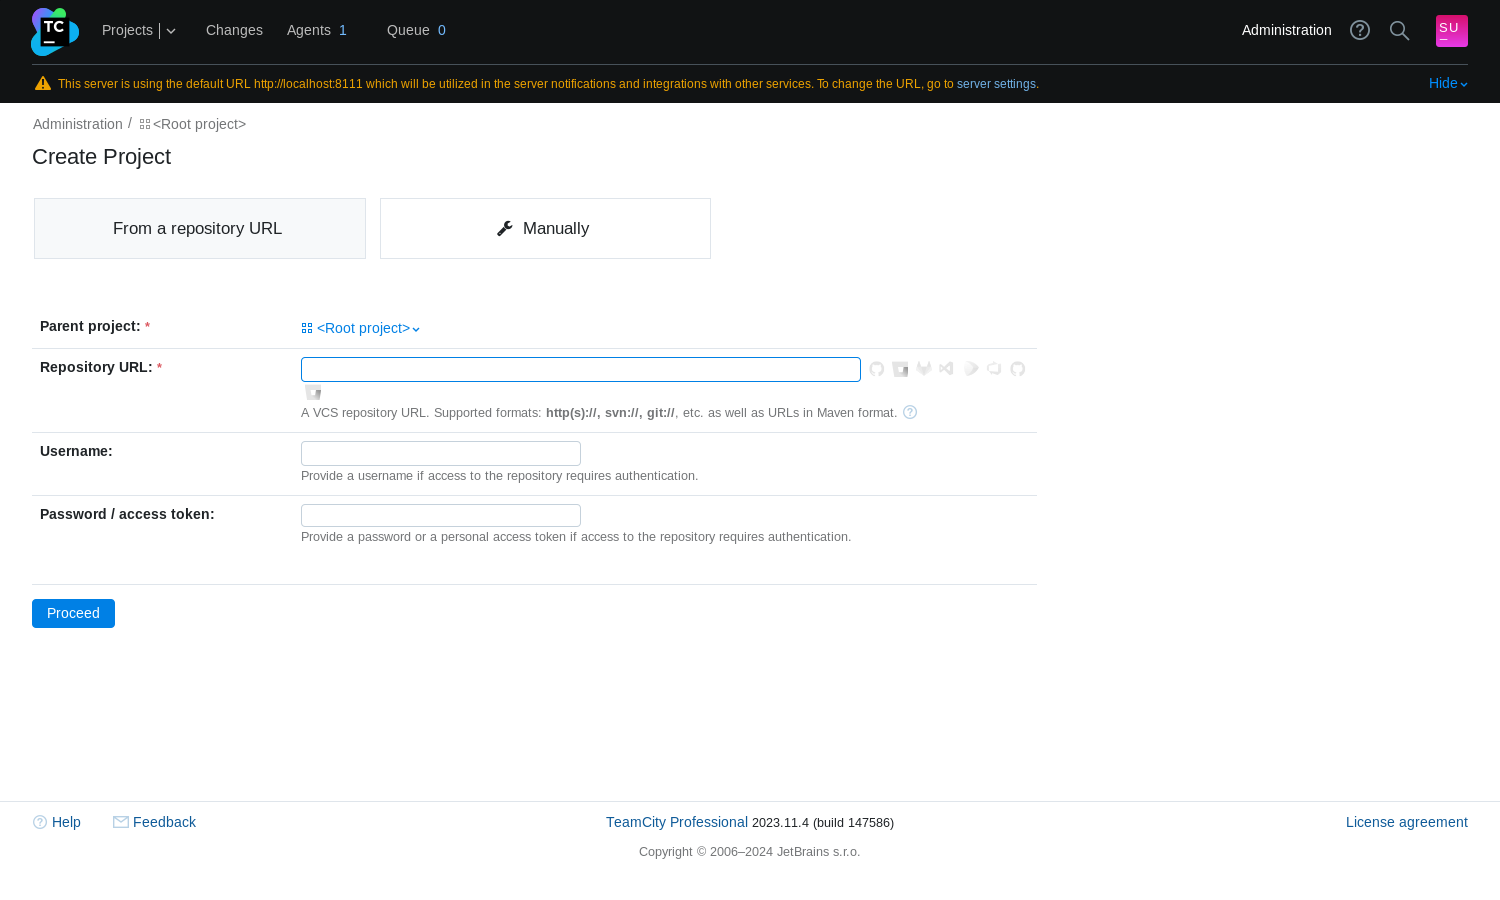 TC
Projects
Changes
Agents 1
Queue 0
Administration
SU
This server is using the default URL http://localhost:8111 which will be utilized in the server notifications and integrations with other services. To change the URL, go to server settings.
Hide
Administration / <Root project>
Create Project
From a repository URL
Manually
Parent project: *
<Root project>
Repository URL: *
A VCS repository URL. Supported formats: http(s)://, svn://, git://, etc. as well as URLs in Maven format.
Username:
Provide a username if access to the repository requires authentication.
Password / access token:
Provide a password or a personal access token if access to the repository requires authentication.
Proceed
Help
Feedback
TeamCity Professional 2023.11.4 (build 147586)
License agreement
Copyright © 2006–2024 JetBrains s.r.o.